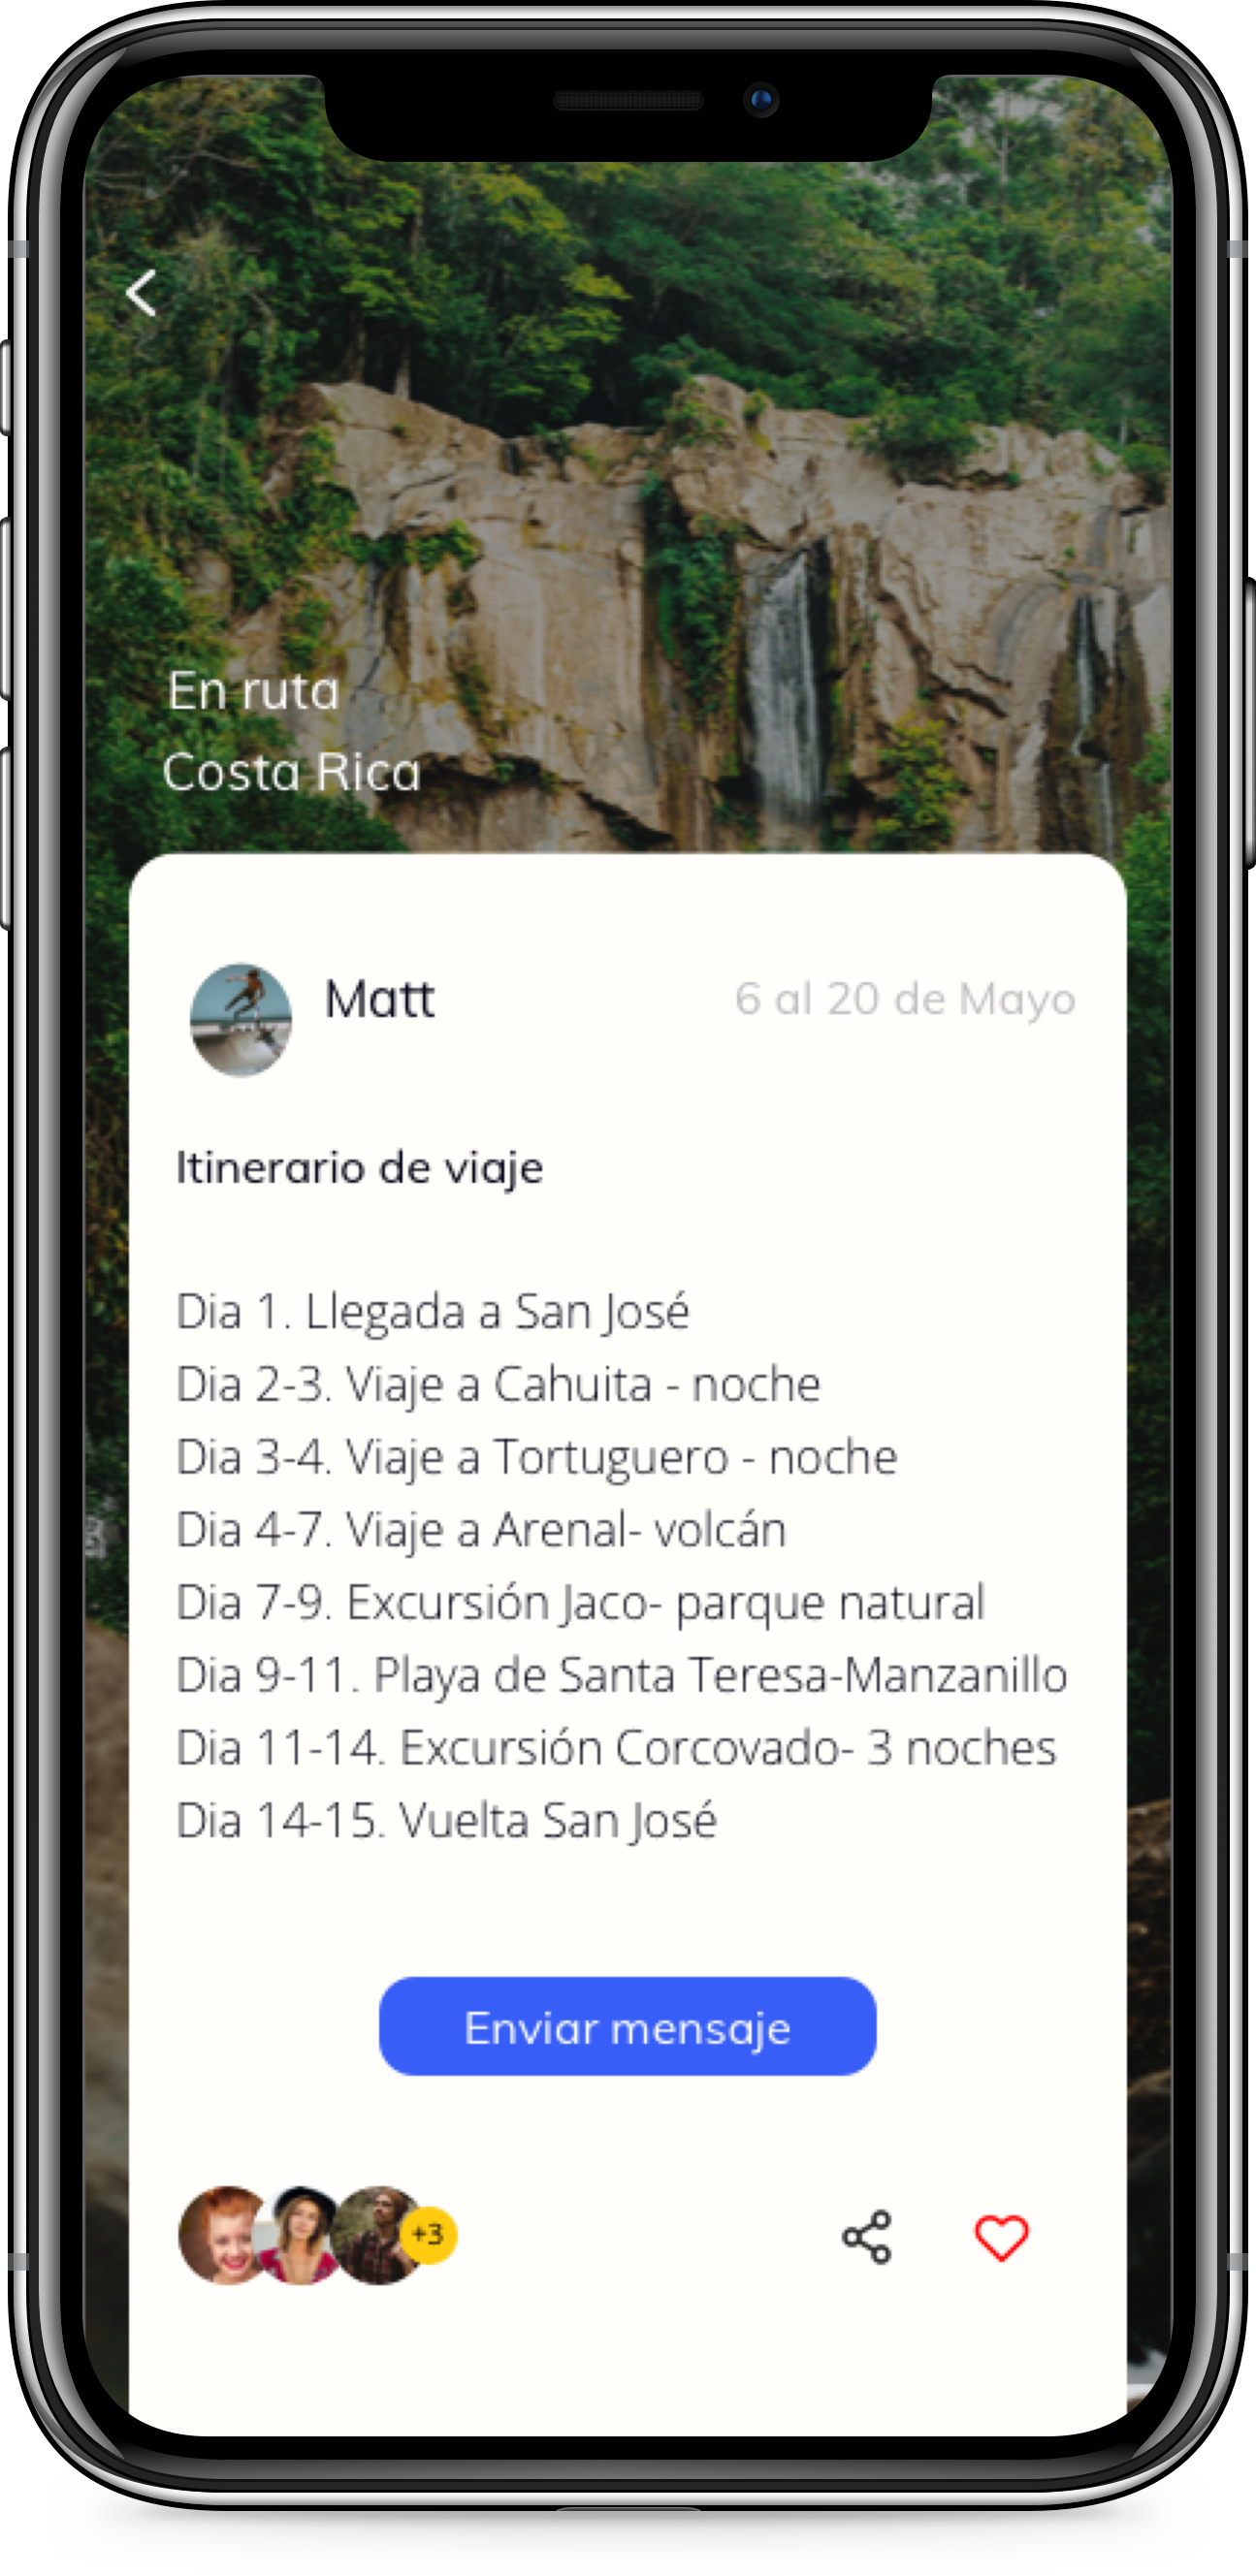 En ruta
Costa Rica
Matt
6 al 20 de Mayo
Itinerario de viaje
Dia 1. Llegada a San José
Dia 2-3. Viaje a Cahuita - noche
Dia 3-4. Viaje a Tortuguero - noche
Dia 4-7. Viaje a Arenal- volcán
Dia 7-9. Excursión Jaco- parque natural
Dia 9-11. Playa de Santa Teresa-Manzanillo
Dia 11-14. Excursión Corcovado- 3 noches
Dia 14-15. Vuelta San José
Enviar mensaje
+3